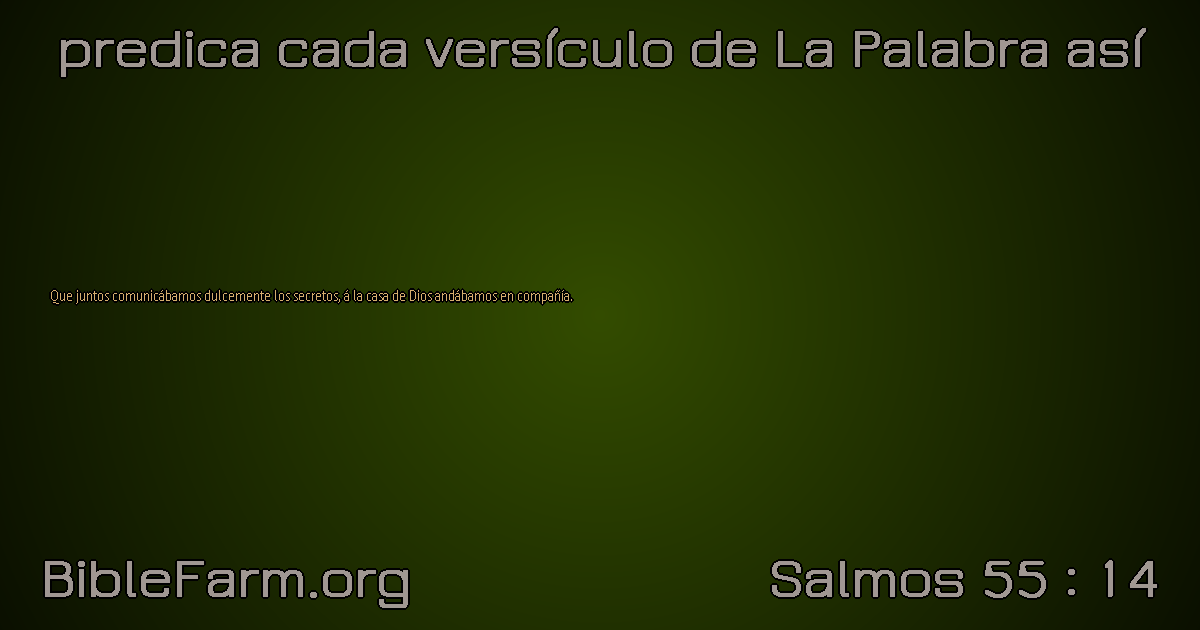 predica cada versículo de La Palabra así
Que juntos comunicábamos dulcemente los secretos, á la casa de Dios andábamos en compañía.
BibleFarm.org
Salmos 55 : 14